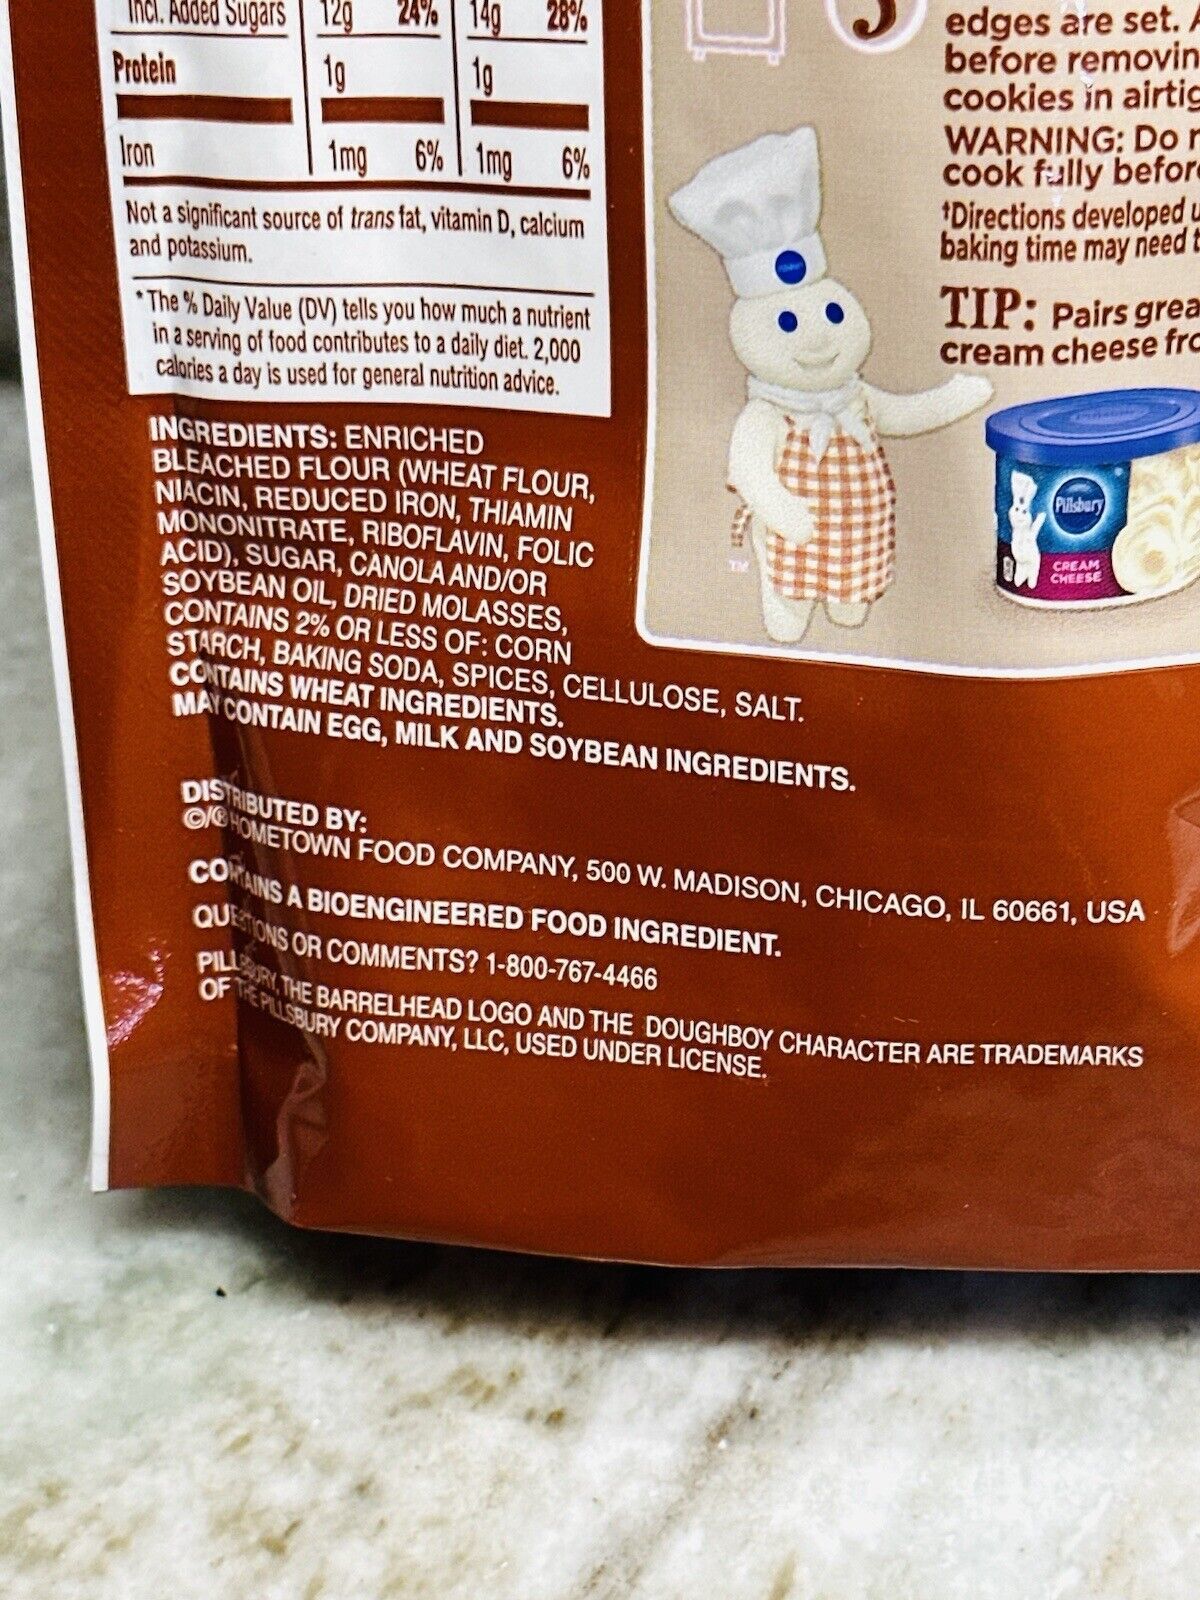 Incl. Added Sugars 12g 24% 14g 28%
Protein 1g 1g
Iron 1mg 6% 1mg 6%
Not a significant source of trans fat, vitamin D, calcium
and potassium.
*The % Daily Value (DV) tells you how much a nutrient
in a serving of food contributes to a daily diet. 2,000
calories a day is used for general nutrition advice.
INGREDIENTS: ENRICHED
BLEACHED FLOUR (WHEAT FLOUR,
NIACIN, REDUCED IRON, THIAMIN
MONONITRATE, RIBOFLAVIN, FOLIC
ACID), SUGAR, CANOLA AND/OR
SOYBEAN OIL, DRIED MOLASSES,
CONTAINS 2% OR LESS OF: CORN
STARCH, BAKING SODA, SPICES, CELLULOSE, SALT.
CONTAINS WHEAT INGREDIENTS.
MAY CONTAIN EGG, MILK AND SOYBEAN INGREDIENTS.
DISTRIBUTED BY:
©/® HOMETOWN FOOD COMPANY, 500 W. MADISON, CHICAGO, IL 60661, USA
CONTAINS A BIOENGINEERED FOOD INGREDIENT.
QUESTIONS OR COMMENTS? 1-800-767-4466
PILLSBURY, THE BARRELHEAD LOGO AND THE DOUGHBOY CHARACTER ARE TRADEMARKS
OF THE PILLSBURY COMPANY, LLC, USED UNDER LICENSE.
3
edges are set.
before removin
cookies in airtig
WARNING: Do
cook fully befor
†Directions developed
baking time may need
TIP: Pairs grea
cream cheese fro
Pillsbury
CREAM
CHEESE
TM